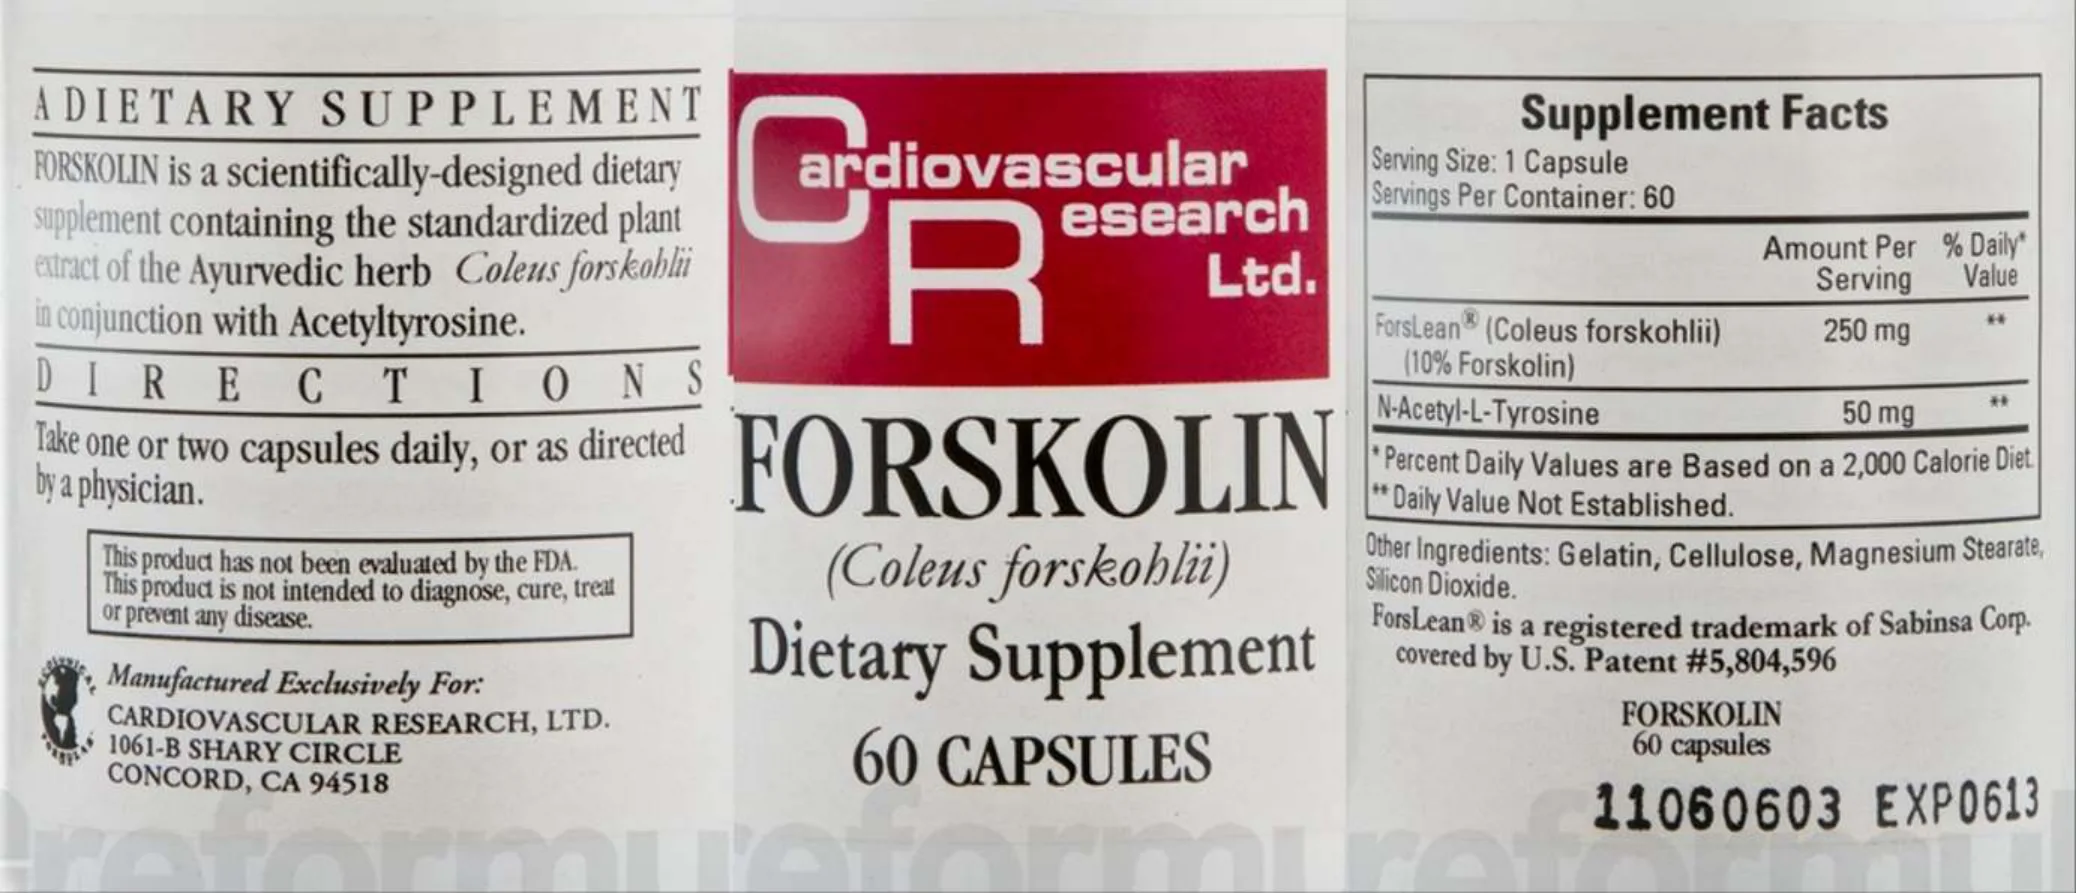 A DIETARY SUPPLEMENT
FORSKOLIN is a scientifically-designed dietary
supplement containing the standardized plant
extract of the Ayurvedic herb Coleus forskohlii
in conjunction with Acetyltyrosine.
DIRECTIONS
Take one or two capsules daily, or as directed
by a physician.
This product has not been evaluated by the FDA.
This product is not intended to diagnose, cure, treat
or prevent any disease.
Manufactured Exclusively For:
CARDIOVASCULAR RESEARCH, LTD.
1061-B SHARY CIRCLE
CONCORD, CA 94518
Cardiovascular
Research
Ltd.
FORSKOLIN
(Coleus forskohlii)
Dietary Supplement
60 CAPSULES
Supplement Facts
Serving Size: 1 Capsule
Servings Per Container: 60
Amount Per % Daily*
Serving Value
ForsLean® (Coleus forskohlii) 250 mg **
(10% Forskolin)
N-Acetyl-L-Tyrosine 50 mg **
* Percent Daily Values are Based on a 2,000 Calorie Diet.
** Daily Value Not Established.
Other Ingredients: Gelatin, Cellulose, Magnesium Stearate,
Silicon Dioxide.
ForsLean® is a registered trademark of Sabinsa Corp.
covered by U.S. Patent #5,804,596
FORSKOLIN
60 capsules
11060603 EXP0613